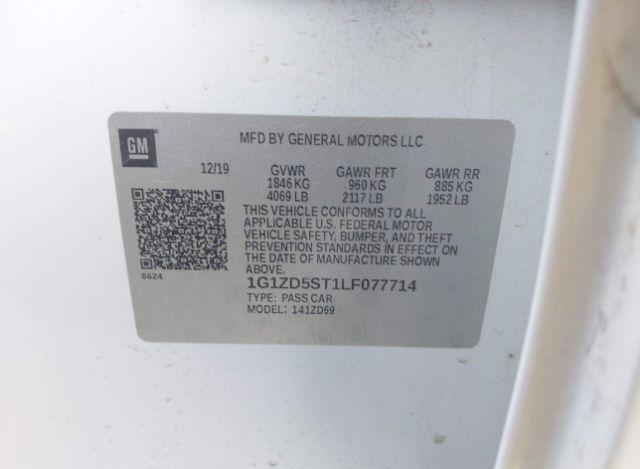 GM
MFD BY GENERAL MOTORS LLC
12/19 GVWR GAWR FRT GAWR RR
1846 KG 960 KG 885 KG
4069 LB 2117 LB 1952 LB
THIS VEHICLE CONFORMS TO ALL
APPLICABLE U.S. FEDERAL MOTOR
VEHICLE SAFETY, BUMPER, AND THEFT
PREVENTION STANDARDS IN EFFECT ON
THE DATE OF MANUFACTURE SHOWN
ABOVE.
8624
1G1ZD5ST1LF077714
TYPE: PASS CAR
MODEL: 141ZD69